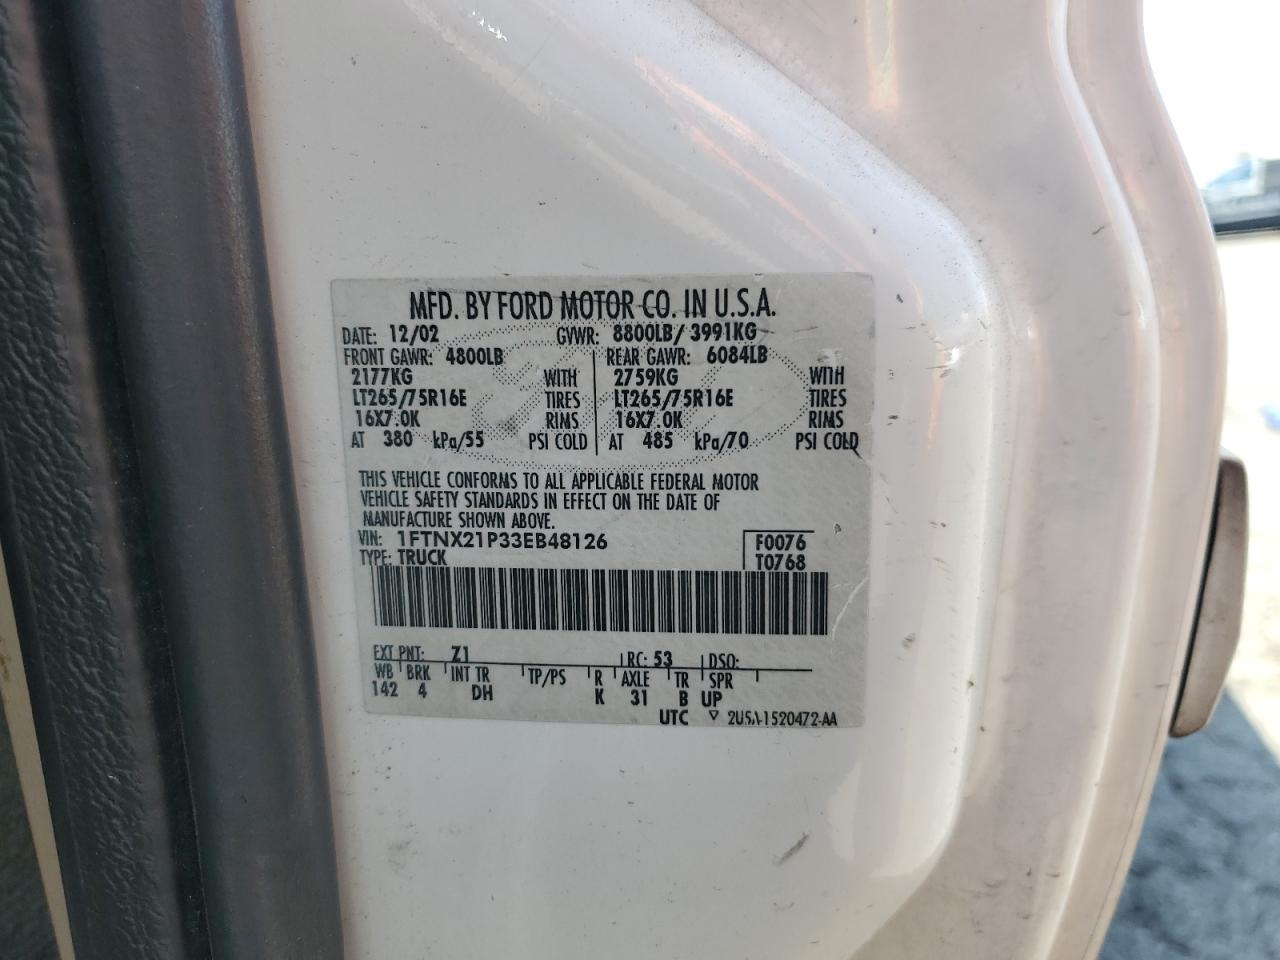 MFD. BY FORD MOTOR CO. IN U.S.A.
DATE: 12/02 GVWR: 8800LB/ 3991KG
FRONT GAWR: 4800LB REAR GAWR: 6084LB
2177KG WITH 2759KG WITH
LT265/75R16E TIRES LT265/75R16E TIRES
16X7.0K RIMS 16X7.0K RIMS
AT 380 kPa/55 PSI COLD AT 485 kPa/70 PSI COLD
THIS VEHICLE CONFORMS TO ALL APPLICABLE FEDERAL MOTOR
VEHICLE SAFETY STANDARDS IN EFFECT ON THE DATE OF
MANUFACTURE SHOWN ABOVE.
VIN: 1FTNX21P33EB48126 F0076
TYPE: TRUCK T0768
EXT PNT: Z1 RC: 53 DSO:
WB BRK INT TR TP/PS R AXLE TR SPR
142 4 DH K 31 B UP
UTC ▽ 2U5A-1520472-AA